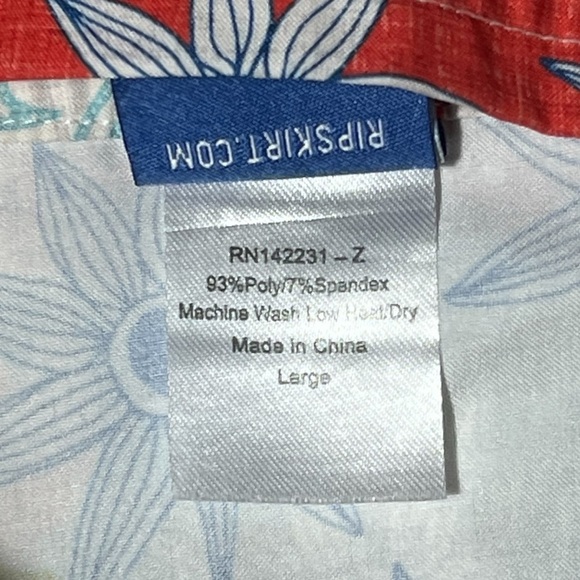 RIPSKIRT.COM
RN142231 – Z
93%Poly/7%Spandex
Machine Wash Low Heat/Dry
Made in China
Large